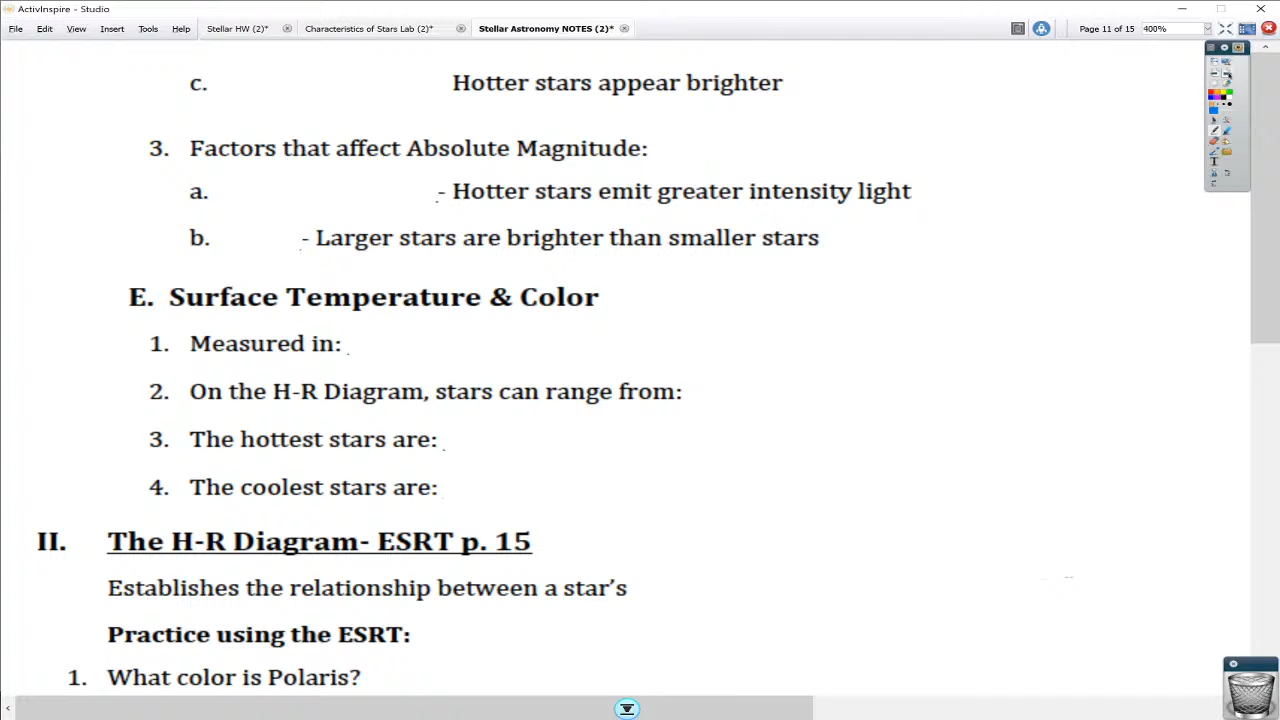 ActivInspire - Studio
File Edit View Insert Tools Help Stellar HW (2)* Characteristics of Stars Lab (2)* Stellar Astronomy NOTES (2)* Page 11 of 15 400%
c. Hotter stars appear brighter
3. Factors that affect Absolute Magnitude:
a. - Hotter stars emit greater intensity light
b. - Larger stars are brighter than smaller stars
E. Surface Temperature & Color
1. Measured in:
2. On the H-R Diagram, stars can range from:
3. The hottest stars are:
4. The coolest stars are:
II. The H-R Diagram- ESRT p. 15
Establishes the relationship between a star's
Practice using the ESRT:
1. What color is Polaris?